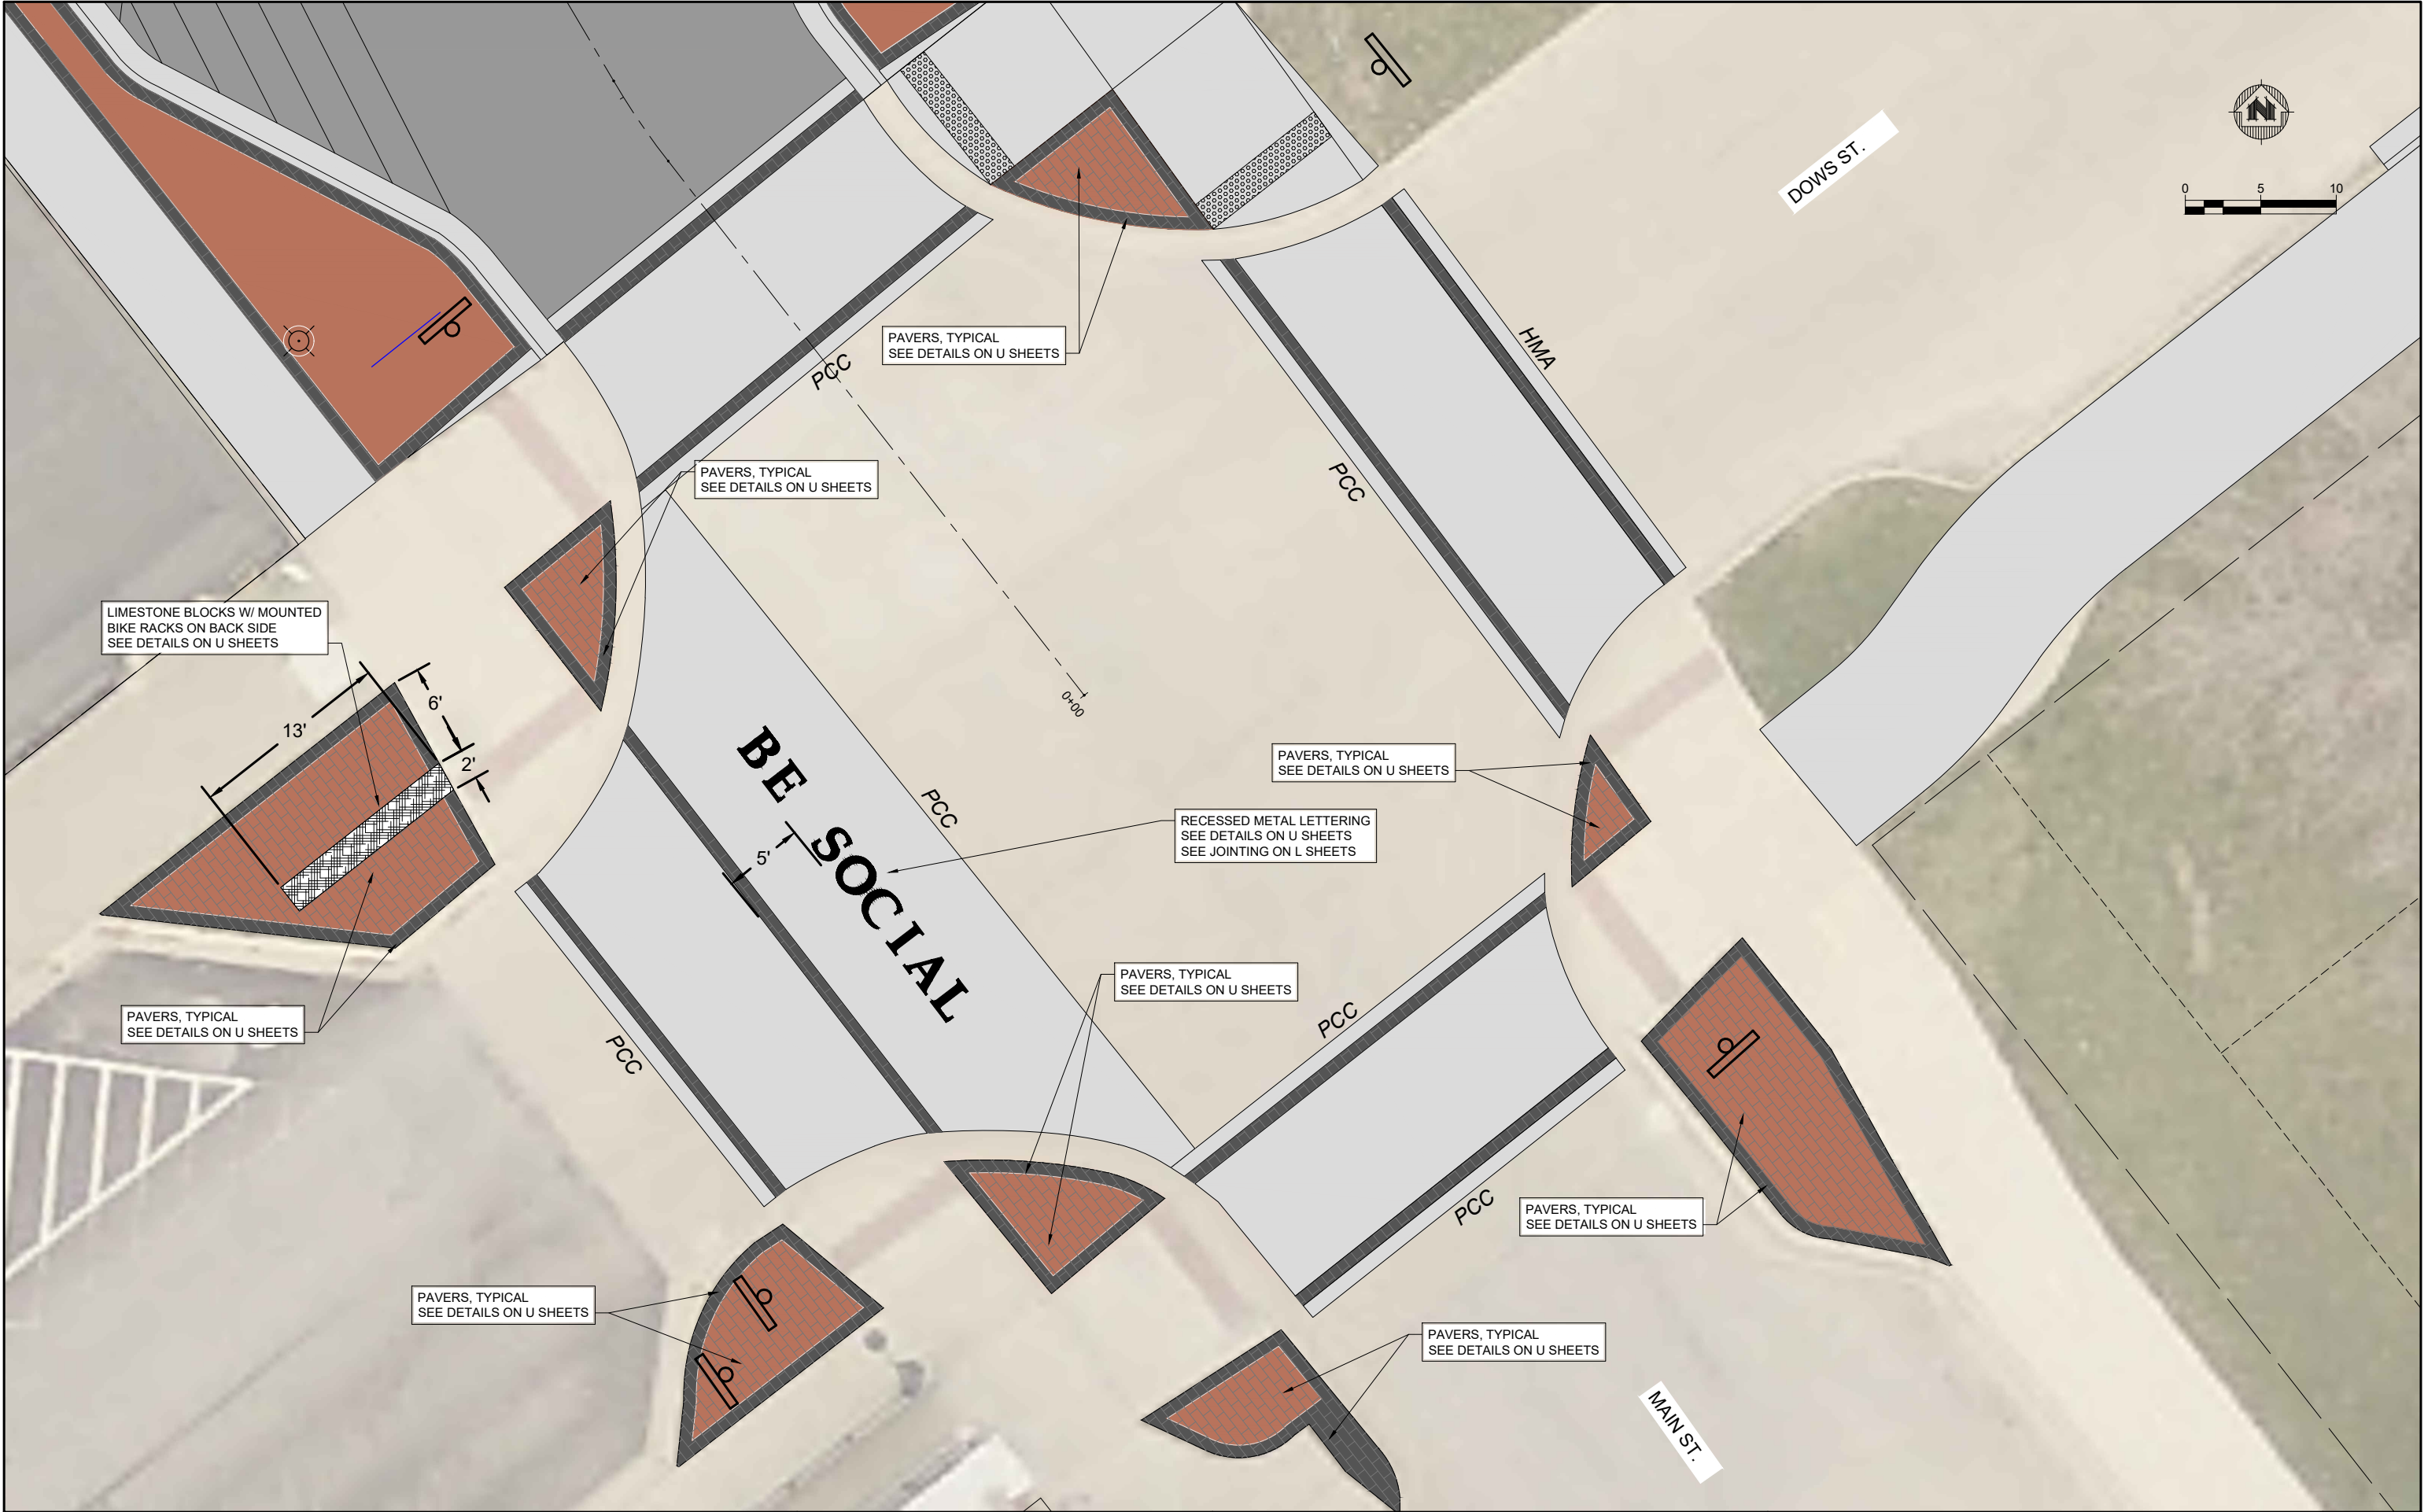 N
DOWS ST.
0 5 10
PAVERS, TYPICAL
SEE DETAILS ON U SHEETS
HMA
PCC
PCC
PAVERS, TYPICAL
SEE DETAILS ON U SHEETS
LIMESTONE BLOCKS W/ MOUNTED
BIKE RACKS ON BACK SIDE
SEE DETAILS ON U SHEETS
6'
13'
2'
0+00
BE SOCIAL
PCC
5'
PAVERS, TYPICAL
SEE DETAILS ON U SHEETS
RECESSED METAL LETTERING
SEE DETAILS ON U SHEETS
SEE JOINTING ON L SHEETS
PAVERS, TYPICAL
SEE DETAILS ON U SHEETS
PAVERS, TYPICAL
SEE DETAILS ON U SHEETS
PCC
PCC
PCC
PAVERS, TYPICAL
SEE DETAILS ON U SHEETS
PAVERS, TYPICAL
SEE DETAILS ON U SHEETS
PAVERS, TYPICAL
SEE DETAILS ON U SHEETS
MAIN ST.